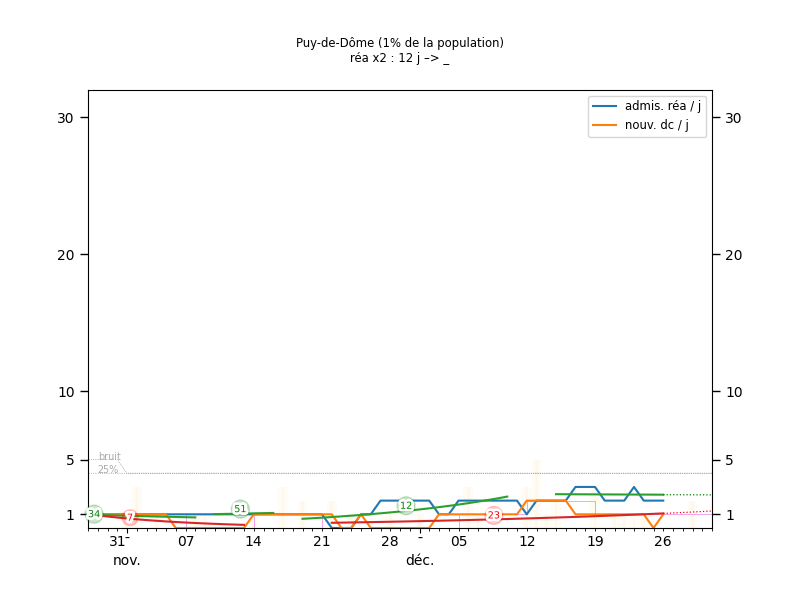 Puy-de-Dôme (1% de la population)
réa x2 : 12 j –> _
admis. réa / j
nouv. dc / j
30 30
20 20
10 10
5 5
1 1
bruit
25%
34 7 51 12 23
31 07 14 21 28 05 12 19 26
nov. déc.